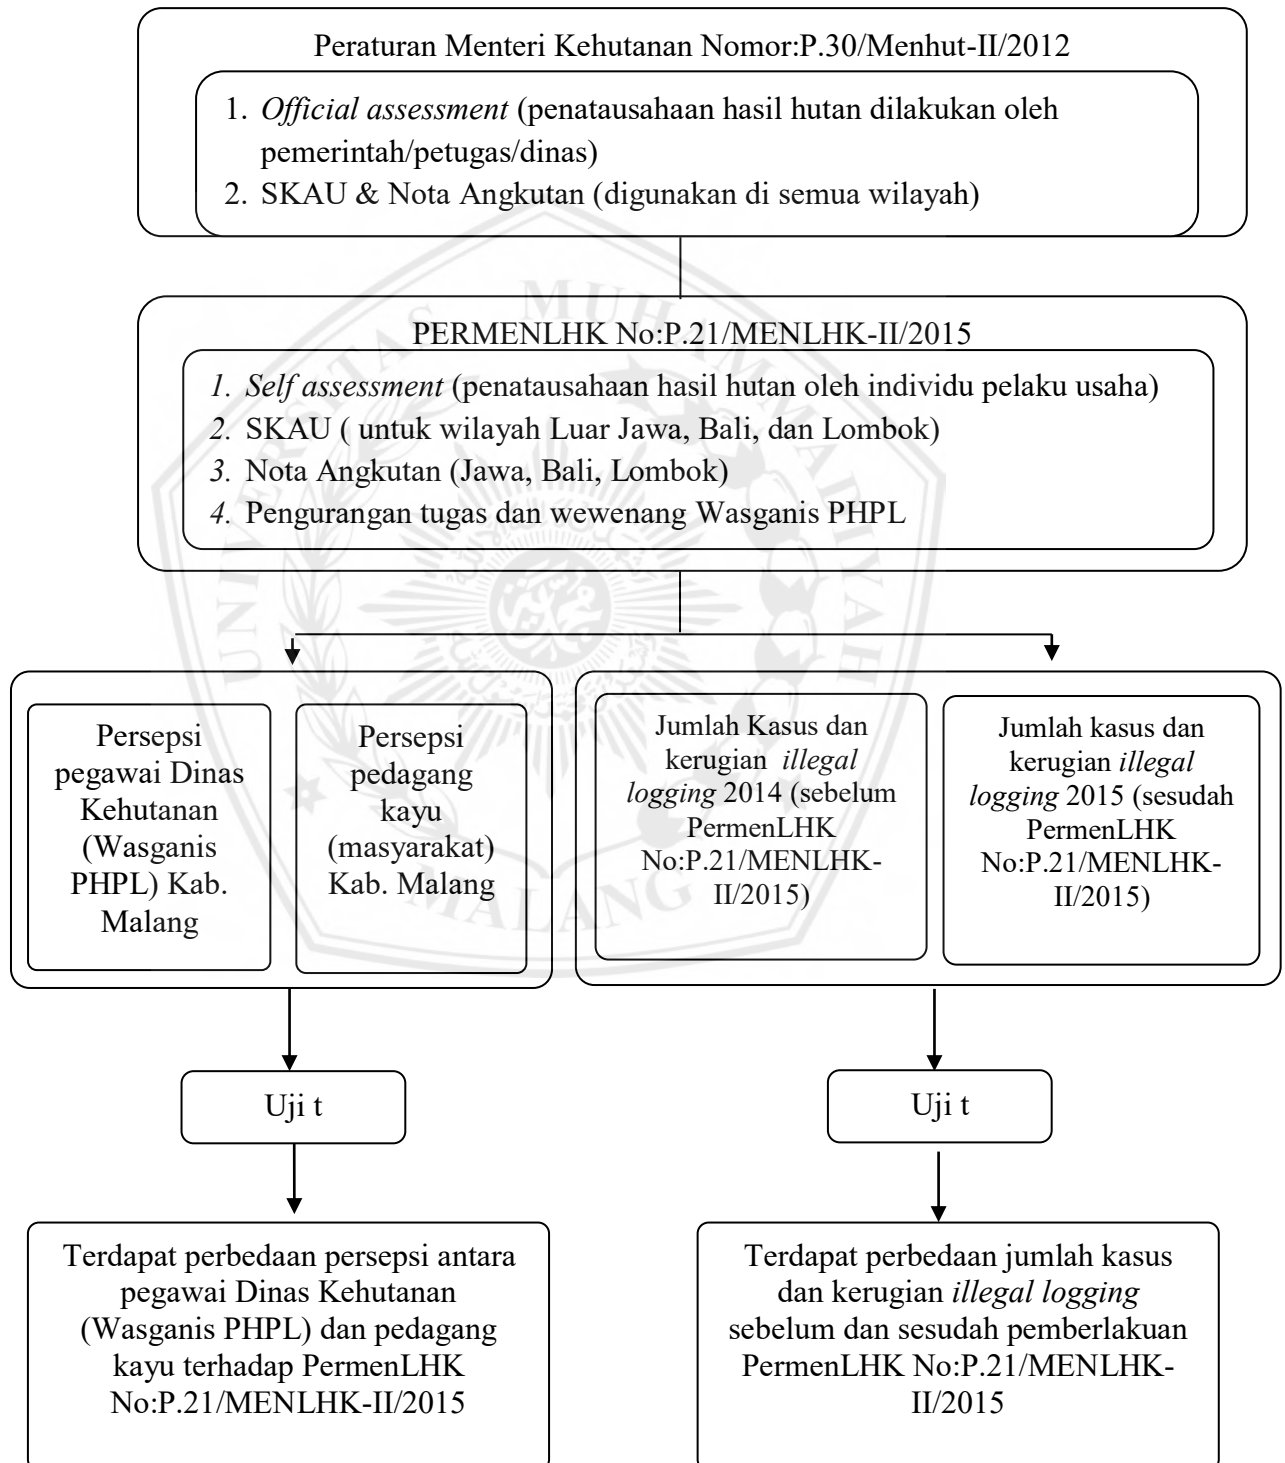 Peraturan Menteri Kehutanan Nomor:P.30/Menhut-II/2012
1. Official assessment (penatausahaan hasil hutan dilakukan oleh
pemerintah/petugas/dinas)
2. SKAU & Nota Angkutan (digunakan di semua wilayah)
PERMENLHK No:P.21/MENLHK-II/2015
1. Self assessment (penatausahaan hasil hutan oleh individu pelaku usaha)
2. SKAU ( untuk wilayah Luar Jawa, Bali, dan Lombok)
3. Nota Angkutan (Jawa, Bali, Lombok)
4. Pengurangan tugas dan wewenang Wasganis PHPL
Persepsi
pegawai Dinas
Kehutanan
(Wasganis
PHPL) Kab.
Malang
Persepsi
pedagang
kayu
(masyarakat)
Kab. Malang
Jumlah Kasus dan
kerugian illegal
logging 2014 (sebelum
PermenLHK
No:P.21/MENLHK-
II/2015)
Jumlah kasus dan
kerugian illegal
logging 2015 (sesudah
PermenLHK
No:P.21/MENLHK-
II/2015)
Uji t
Uji t
Terdapat perbedaan persepsi antara
pegawai Dinas Kehutanan
(Wasganis PHPL) dan pedagang
kayu terhadap PermenLHK
No:P.21/MENLHK-II/2015
Terdapat perbedaan jumlah kasus
dan kerugian illegal logging
sebelum dan sesudah pemberlakuan
PermenLHK No:P.21/MENLHK-
II/2015
UNIVERSITAS MUHAMMADIYAH
MALANG